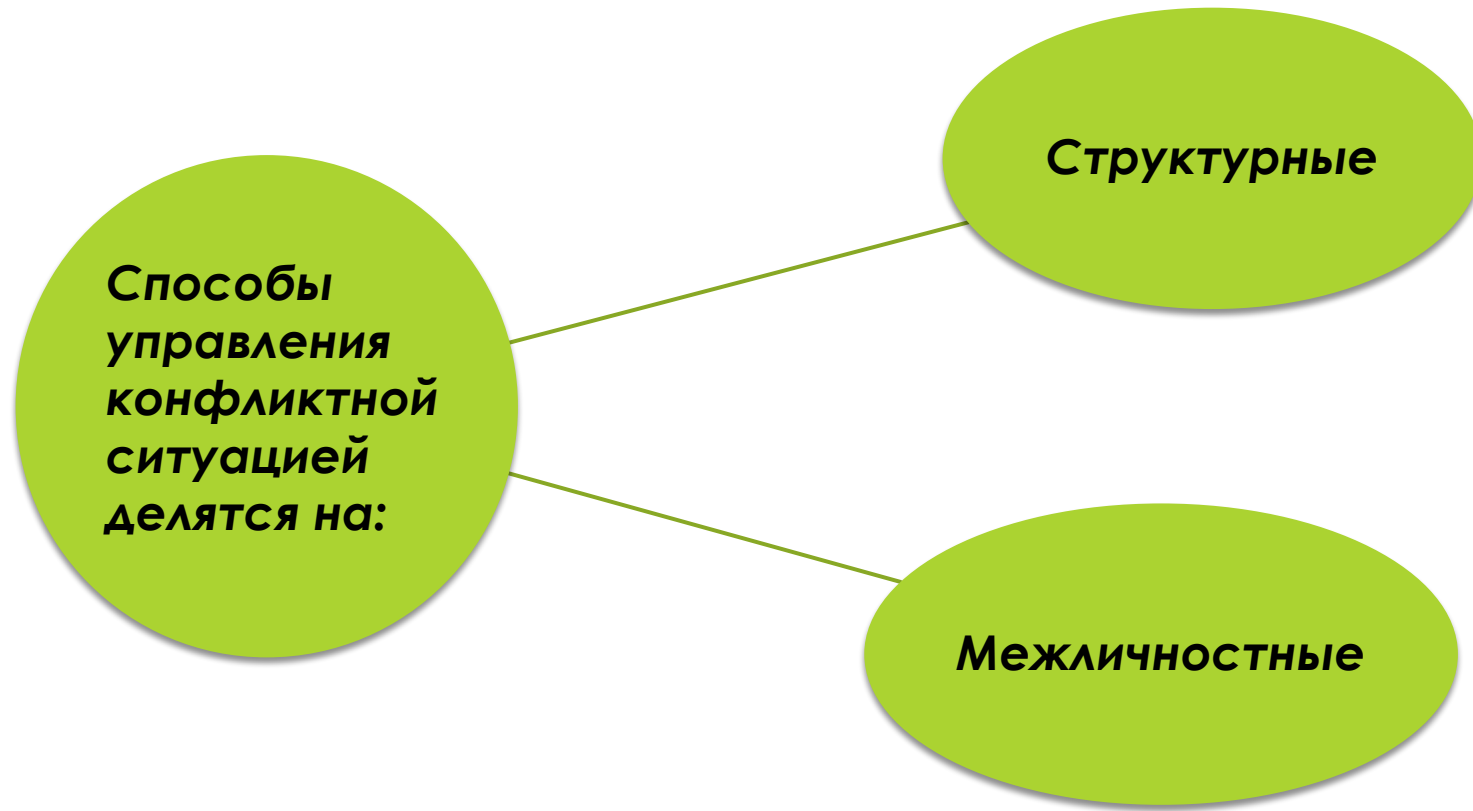 Способы
управления
конфликтной
ситуацией
делятся на:
Структурные
Межличностные